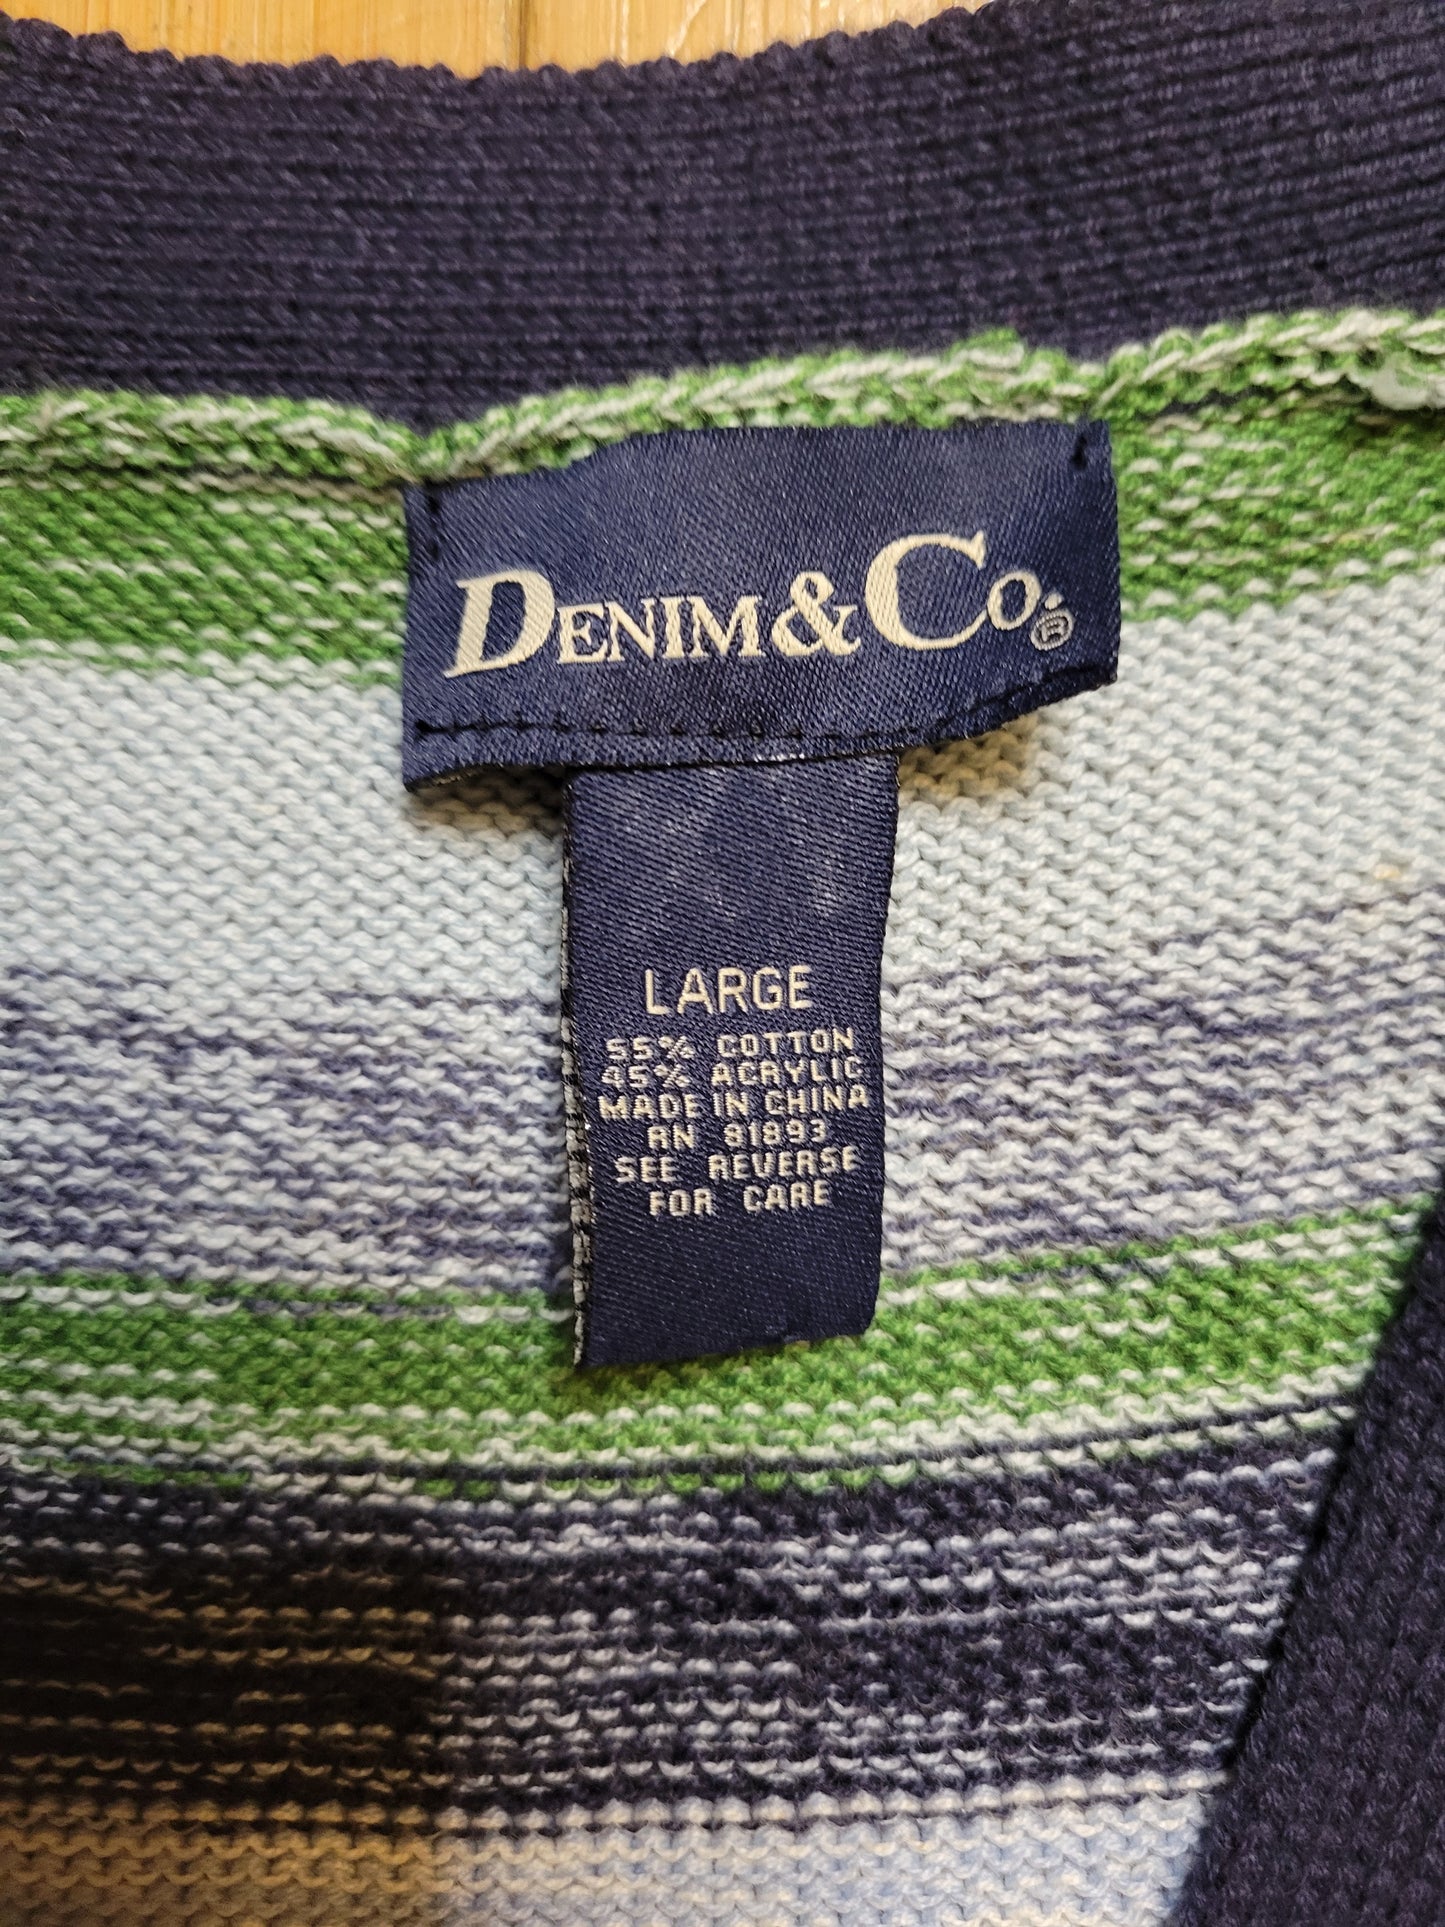 DENIM & CO.®
LARGE
55% COTTON
45% ACRYLIC
MADE IN CHINA
RN 81893
SEE REVERSE
FOR CARE